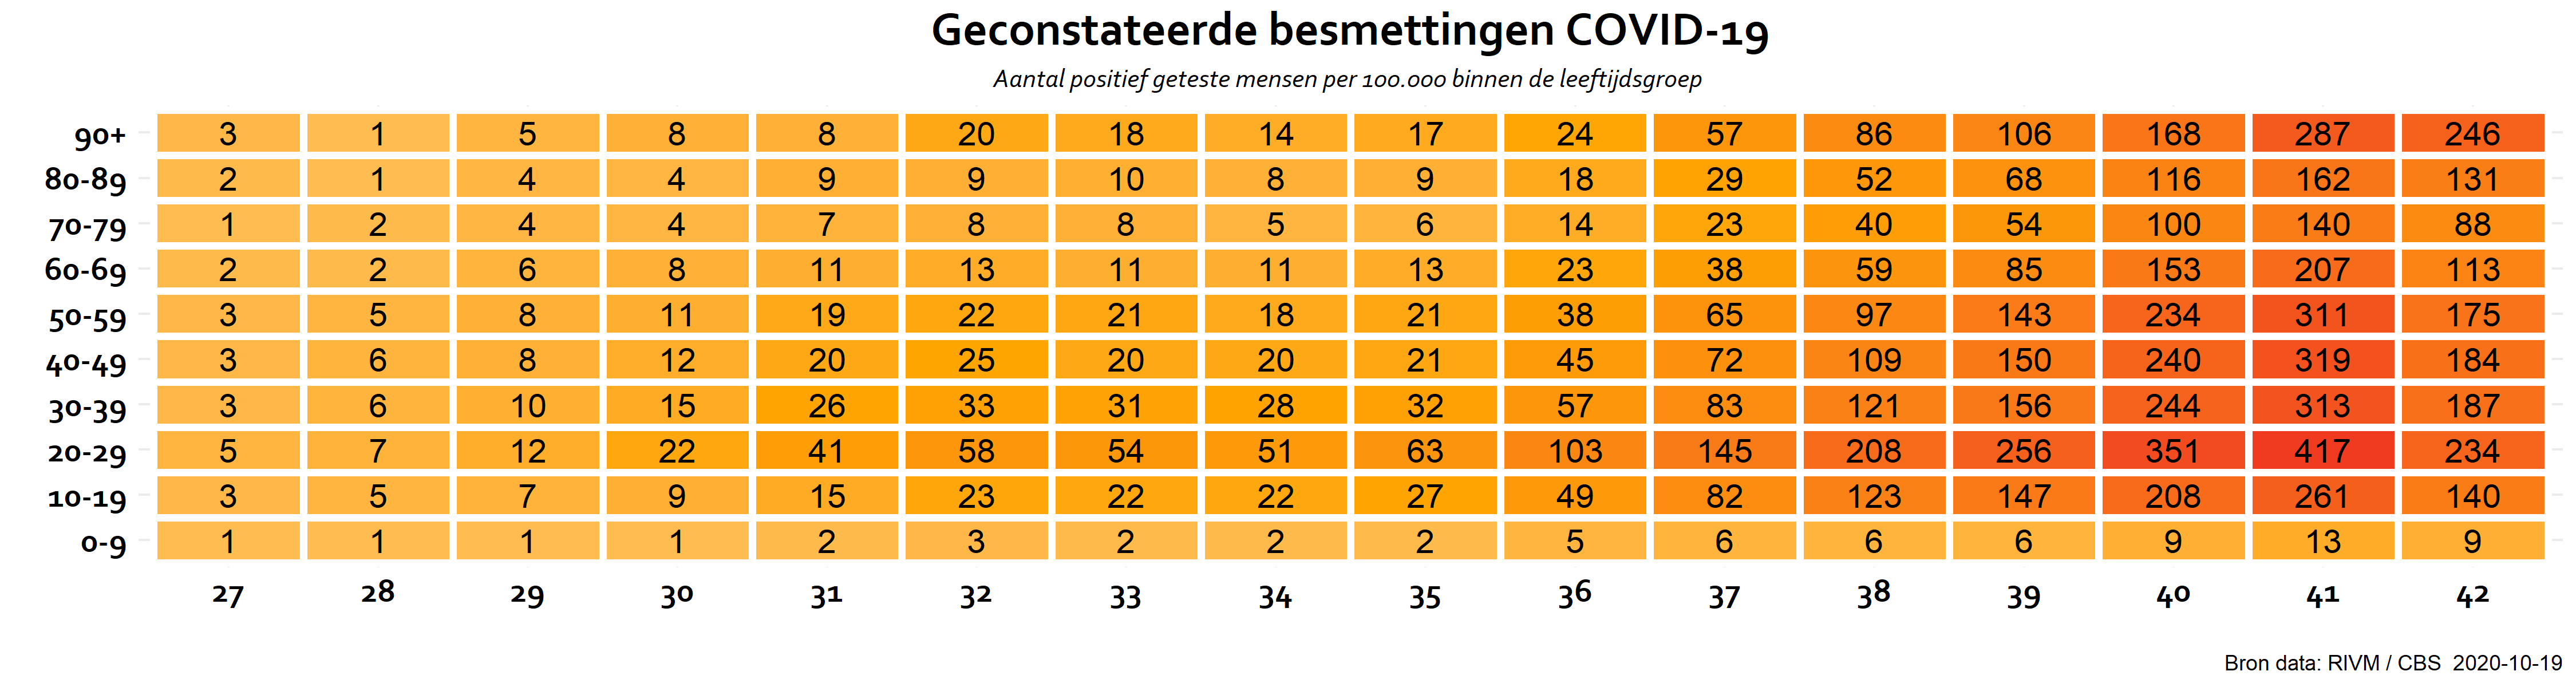 Geconstateerde besmettingen COVID-19
Aantal positief geteste mensen per 100.000 binnen de leeftijdsgroep
90+ 3 1 5 8 8 20 18 14 17 24 57 86 106 168 287 246
80-89 2 1 4 4 9 9 10 8 9 18 29 52 68 116 162 131
70-79 1 2 4 4 7 8 8 5 6 14 23 40 54 100 140 88
60-69 2 2 6 8 11 13 11 11 13 23 38 59 85 153 207 113
50-59 3 5 8 11 19 22 21 18 21 38 65 97 143 234 311 175
40-49 3 6 8 12 20 25 20 20 21 45 72 109 150 240 319 184
30-39 3 6 10 15 26 33 31 28 32 57 83 121 156 244 313 187
20-29 5 7 12 22 41 58 54 51 63 103 145 208 256 351 417 234
10-19 3 5 7 9 15 23 22 22 27 49 82 123 147 208 261 140
0-9 1 1 1 1 2 3 2 2 2 5 6 6 6 9 13 9
27 28 29 30 31 32 33 34 35 36 37 38 39 40 41 42
Bron data: RIVM / CBS 2020-10-19